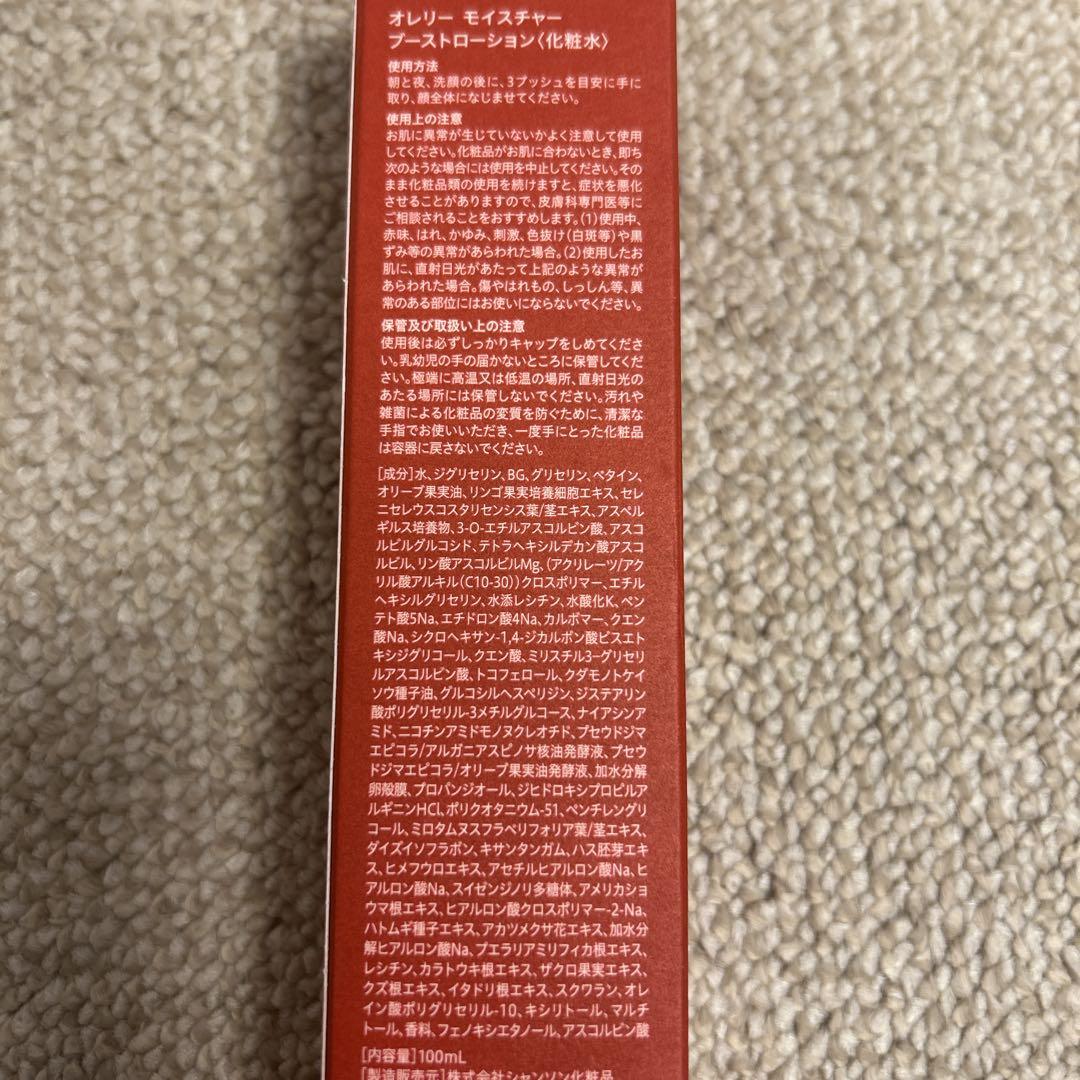 オレリー モイスチャー
ブーストローション〈化粧水〉
使用方法
朝と夜、洗顔の後に、3プッシュを目安に手に
取り、顔全体になじませてください。
使用上の注意
お肌に異常が生じていないかよく注意して使用
してください。化粧品がお肌に合わないとき、即ち
次のような場合には使用を中止してください。その
まま化粧品類の使用を続けますと、症状を悪化
させることがありますので、皮膚科専門医等に
ご相談されることをおすすめします。(1)使用中、
赤味、はれ、かゆみ、刺激、色抜け(白斑等)や黒
ずみ等の異常があらわれた場合。(2)使用したお
肌に、直射日光があたって上記のような異常が
あらわれた場合。傷やはれもの、しっしん等、異
常のある部位にはお使いにならないでください。
保管及び取扱い上の注意
使用後は必ずしっかりキャップをしめてくださ
い。乳幼児の手の届かないところに保管してくだ
さい。極端に高温又は低温の場所、直射日光の
あたる場所には保管しないでください。汚れや
雑菌による化粧品の変質を防ぐために、清潔な
手指でお使いいただき、一度手にとった化粧品
は容器に戻さないでください。
[成分]水、ジグリセリン、BG、グリセリン、ベタイン、
オリーブ果実油、リンゴ果実培養細胞エキス、セレ
ニセレウスコスタリセンシス葉/茎エキス、アスペル
ギルス培養物、3-O-エチルアスコルビン酸、アスコ
ルビルグルコシド、テトラヘキシルデカン酸アスコ
ルビル、リン酸アスコルビルMg、(アクリレーツ/アク
リル酸アルキル(C10-30))クロスポリマー、エチル
ヘキシルグリセリン、水添レシチン、水酸化K、ペン
テト酸5Na、エチドロン酸4Na、カルボマー、クエン
酸Na、シクロヘキサン-1,4-ジカルボン酸ビスエト
キシジグリコール、クエン酸、ミリスチル3-グリセリ
ルアスコルビン酸、トコフェロール、クダモノトケイ
ソウ種子油、グルコシルヘスペリジン、ジステアリン
酸ポリグリセリル-3メチルグルコース、ナイアシンア
ミド、ニコチンアミドモノヌクレオチド、プセウドジマ
エピコラ/アルガニアスピノサ核油発酵液、プセウ
ドジマエピコラ/オリーブ果実油発酵液、加水分解
卵殻膜、プロパンジオール、ジヒドロキシプロピルア
ルギニンHCl、ポリクオタニウム-51、ペンチレングリ
コール、ミロタムヌスフラベリフォリア葉/茎エキス、
ダイズイソフラボン、キサンタンガム、ハス胚芽エキ
ス、ヒメフウロエキス、アセチルヒアルロン酸Na、ヒ
アルロン酸Na、スイゼンジノリ多糖体、アメリカショ
ウマ根エキス、ヒアルロン酸クロスポリマー-2-Na、
ハトムギ種子エキス、アカツメクサ花エキス、加水分
解ヒアルロン酸Na、プエラリアミリフィカ根エキス、
レシチン、カラトウキ根エキス、ザクロ果実エキス、
クズ根エキス、イタドリ根エキス、スクワラン、オレ
イン酸ポリグリセリル-10、キシリトール、マルチ
トール、香料、フェノキシエタノール、アスコルビン酸
[内容量]100mL
[製造販売元]株式会社シャンソン化粧品